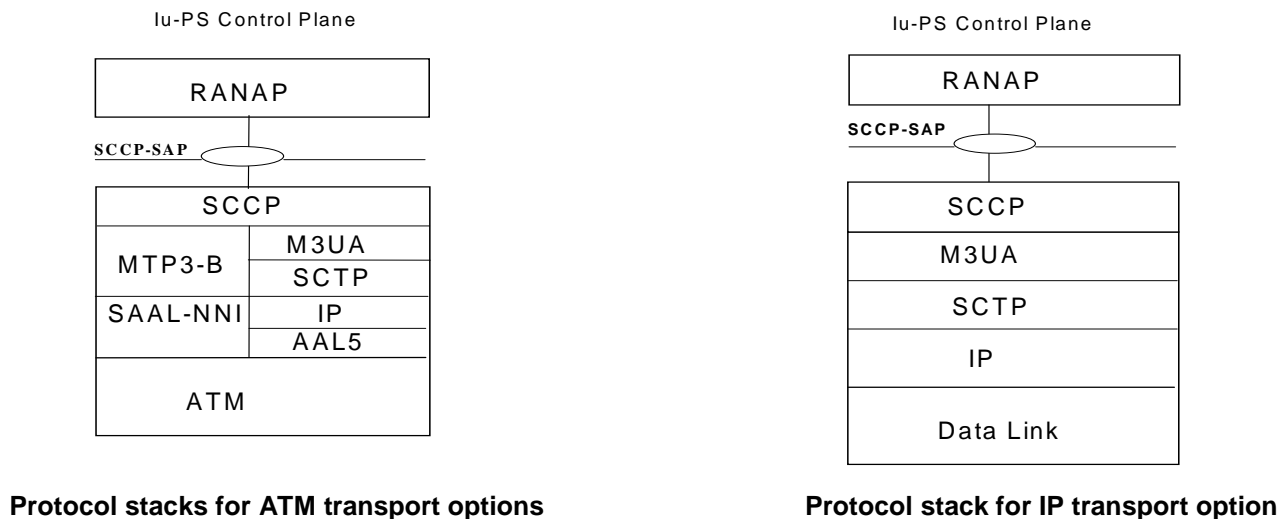 Iu-PS Control Plane
RANAP
SCCP-SAP
SCCP
MTP3-B
M3UA
SCTP
SAAL-NNI
IP
AAL5
ATM
Protocol stacks for ATM transport options
Iu-PS Control Plane
RANAP
SCCP-SAP
SCCP
M3UA
SCTP
IP
Data Link
Protocol stack for IP transport option